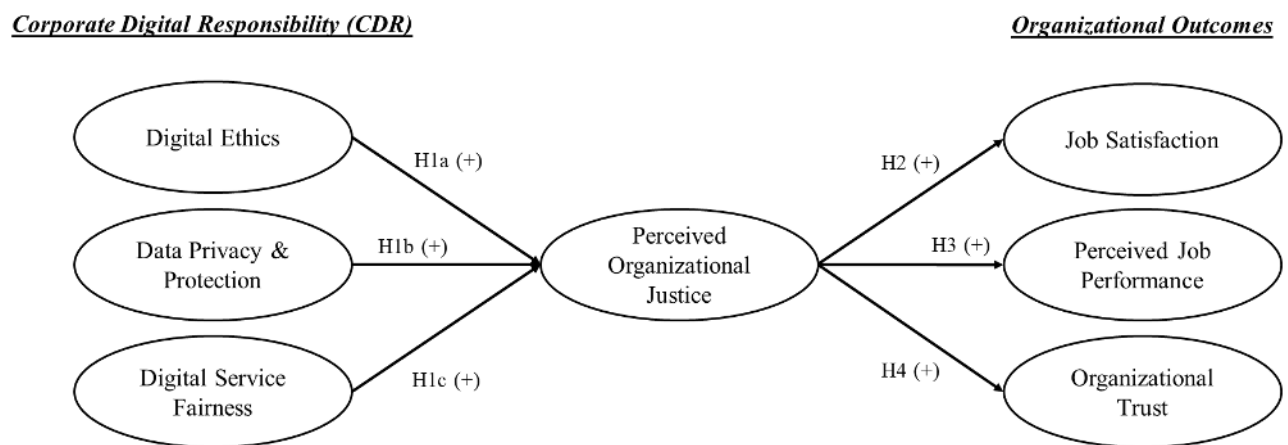 Corporate Digital Responsibility (CDR)
Organizational Outcomes
Digital Ethics
H1a (+)
H2 (+)
Job Satisfaction
Data Privacy &
Protection
H1b (+)
Perceived
Organizational
Justice
H3 (+)
Perceived Job
Performance
Digital Service
Fairness
H1c (+)
H4 (+)
Organizational
Trust